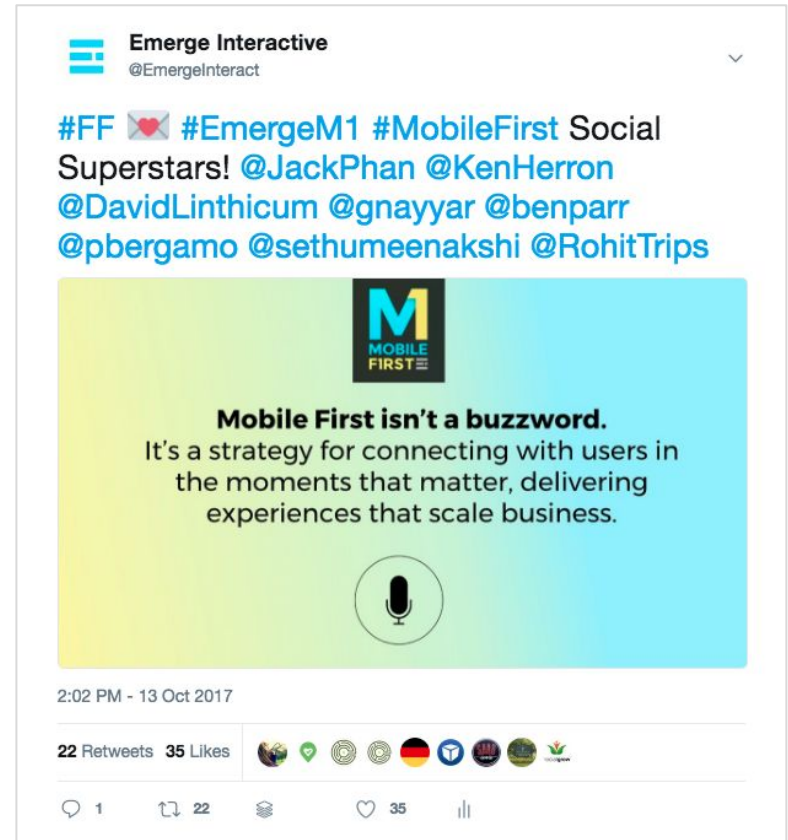 Emerge Interactive
@EmergeInteract
#FF 💌 #EmergeM1 #MobileFirst Social
Superstars! @JackPhan @KenHerron
@DavidLinthicum @gnayyar @benparr
@pbergamo @sethumeenakshi @RohitTrips
M1
MOBILE
F1RST
Mobile First isn't a buzzword.
It's a strategy for connecting with users in
the moments that matter, delivering
experiences that scale business.
2:02 PM - 13 Oct 2017
22 Retweets 35 Likes
1 22 35